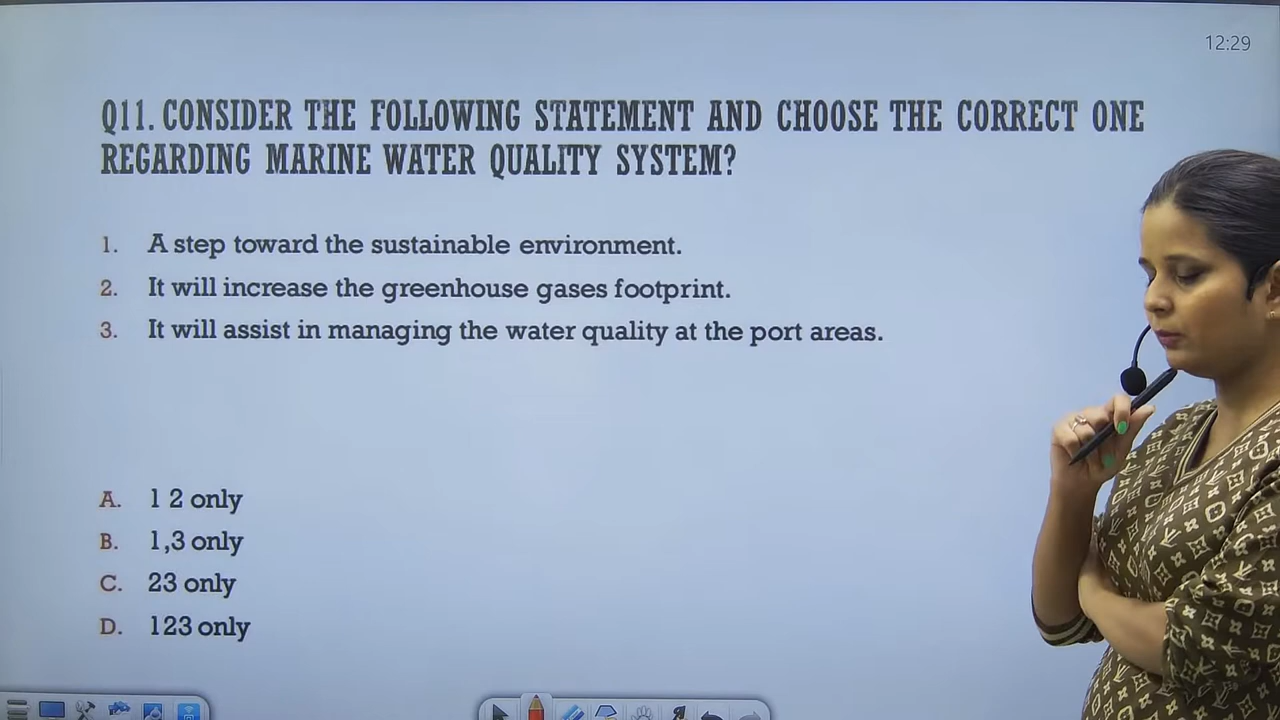 12:29
Q11. CONSIDER THE FOLLOWING STATEMENT AND CHOOSE THE CORRECT ONE
REGARDING MARINE WATER QUALITY SYSTEM?
1. A step toward the sustainable environment.
2. It will increase the greenhouse gases footprint.
3. It will assist in managing the water quality at the port areas.
A. 1 2 only
B. 1,3 only
C. 23 only
D. 123 only